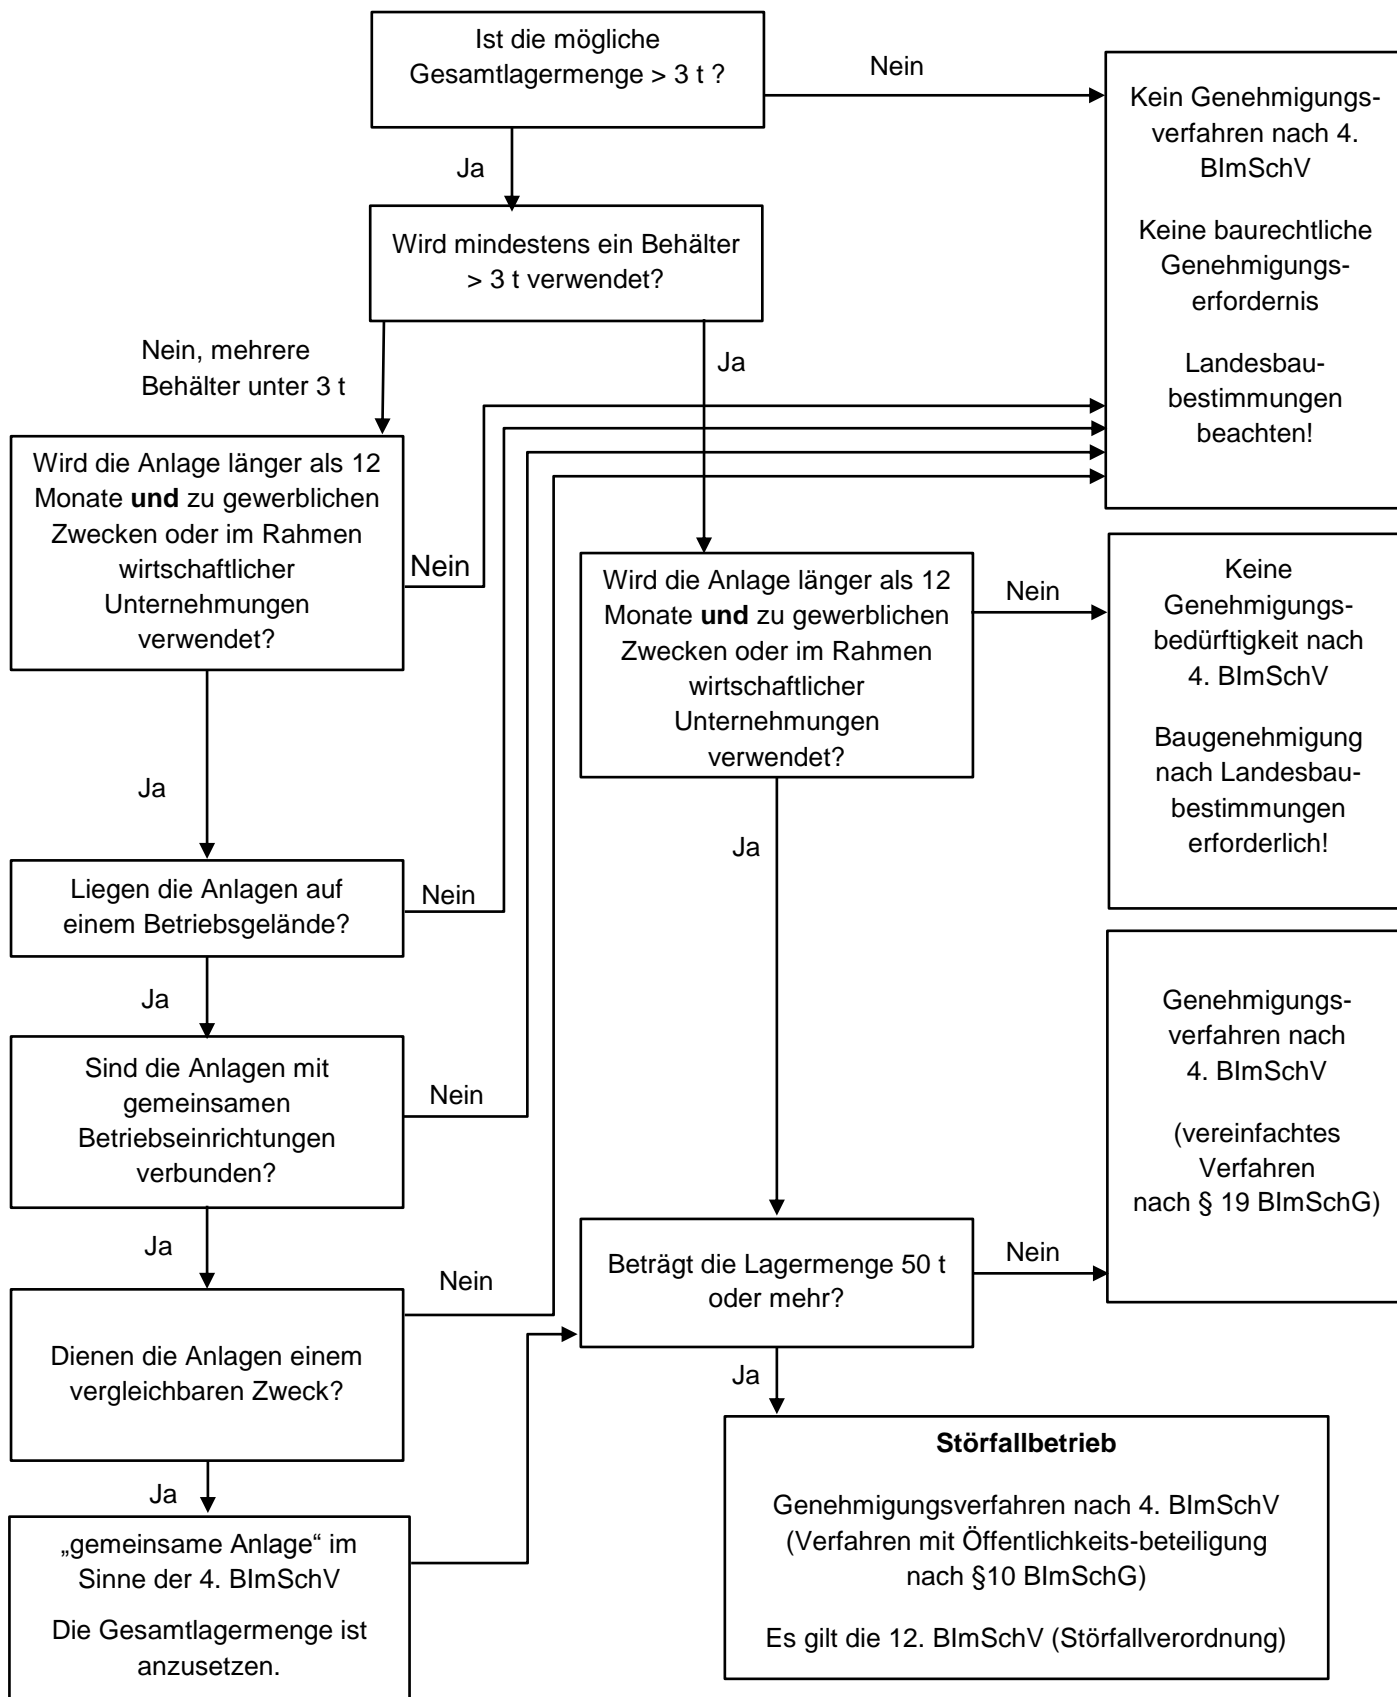 Ist die mögliche
Gesamtlagermenge > 3 t ?
Nein
Kein Genehmigungs-
verfahren nach 4.
BImSchV
Keine baurechtliche
Genehmigungs-
erfordernis
Landesbau-
bestimmungen
beachten!
Ja
Wird mindestens ein Behälter
> 3 t verwendet?
Nein, mehrere
Behälter unter 3 t
Ja
Wird die Anlage länger als 12
Monate und zu gewerblichen
Zwecken oder im Rahmen
wirtschaftlicher
Unternehmungen
verwendet?
Nein
Wird die Anlage länger als 12
Monate und zu gewerblichen
Zwecken oder im Rahmen
wirtschaftlicher
Unternehmungen
verwendet?
Nein
Keine
Genehmigungs-
bedürftigkeit nach
4. BImSchV
Baugenehmigung
nach Landesbau-
bestimmungen
erforderlich!
Ja
Ja
Liegen die Anlagen auf
einem Betriebsgelände?
Nein
Ja
Sind die Anlagen mit
gemeinsamen
Betriebseinrichtungen
verbunden?
Nein
Genehmigungs-
verfahren nach
4. BImSchV
(vereinfachtes
Verfahren
nach § 19 BImSchG)
Ja
Nein
Beträgt die Lagermenge 50 t
oder mehr?
Nein
Dienen die Anlagen einem
vergleichbaren Zweck?
Ja
Ja
„gemeinsame Anlage“ im
Sinne der 4. BImSchV
Die Gesamtlagermenge ist
anzusetzen.
Störfallbetrieb
Genehmigungsverfahren nach 4. BImSchV
(Verfahren mit Öffentlichkeits-beteiligung
nach §10 BImSchG)
Es gilt die 12. BImSchV (Störfallverordnung)